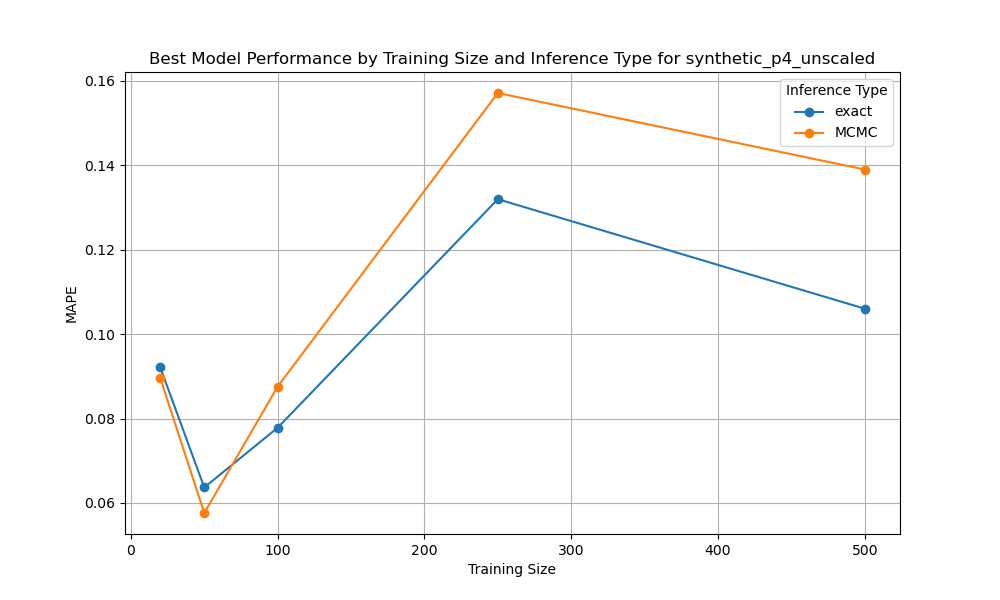 Best Model Performance by Training Size and Inference Type for synthetic_p4_unscaled
0.16
0.14
0.12
0.10
0.08
0.06
MAPE
Inference Type
exact
MCMC
0
100
200
300
400
500
Training Size